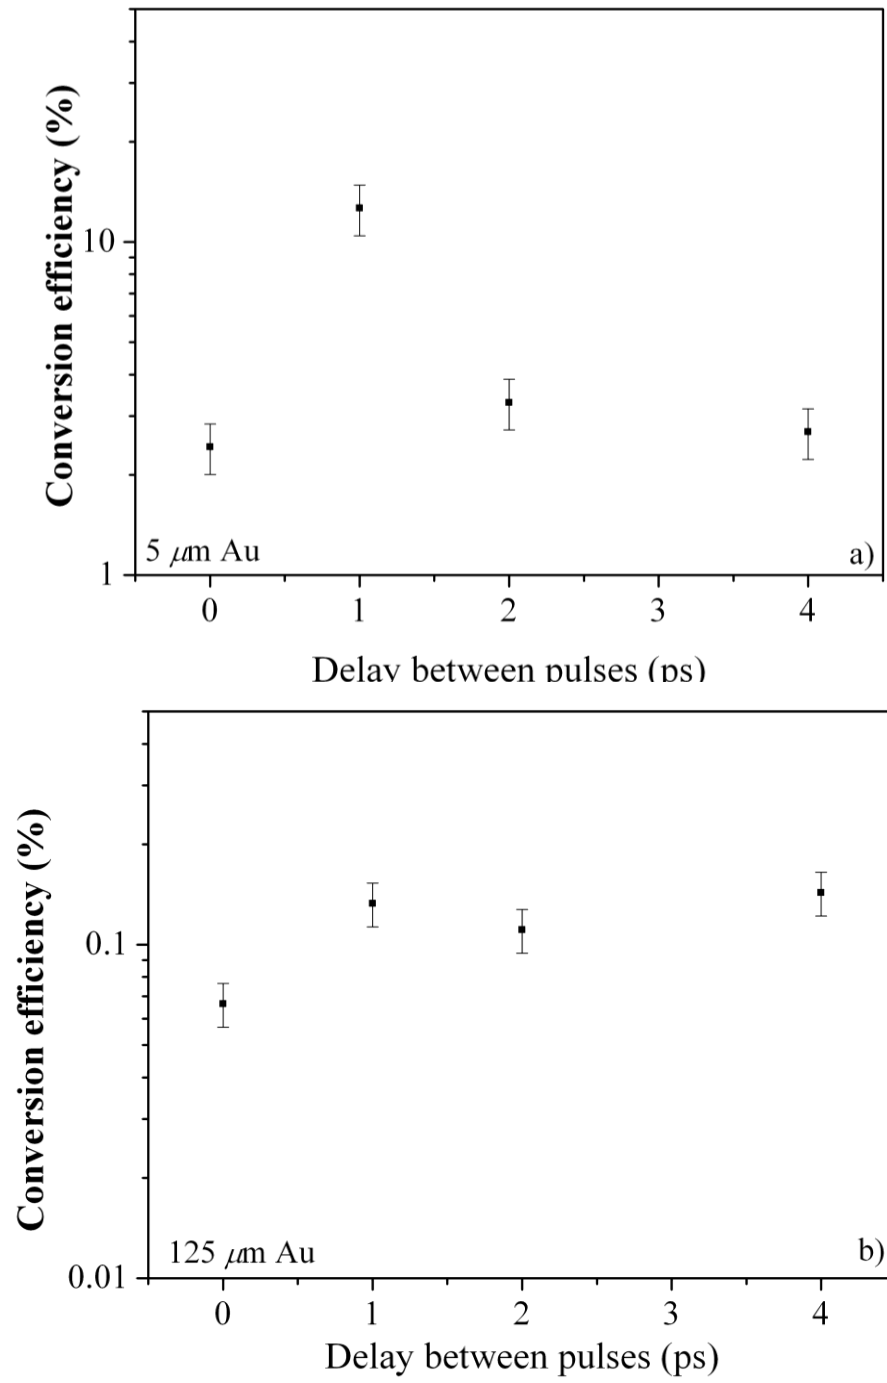 Conversion efficiency (%)
10
1
5 μm Au
a)
0 1 2 3 4
Delay between pulses (ps)
Conversion efficiency (%)
0.1
0.01
125 μm Au
b)
0 1 2 3 4
Delay between pulses (ps)